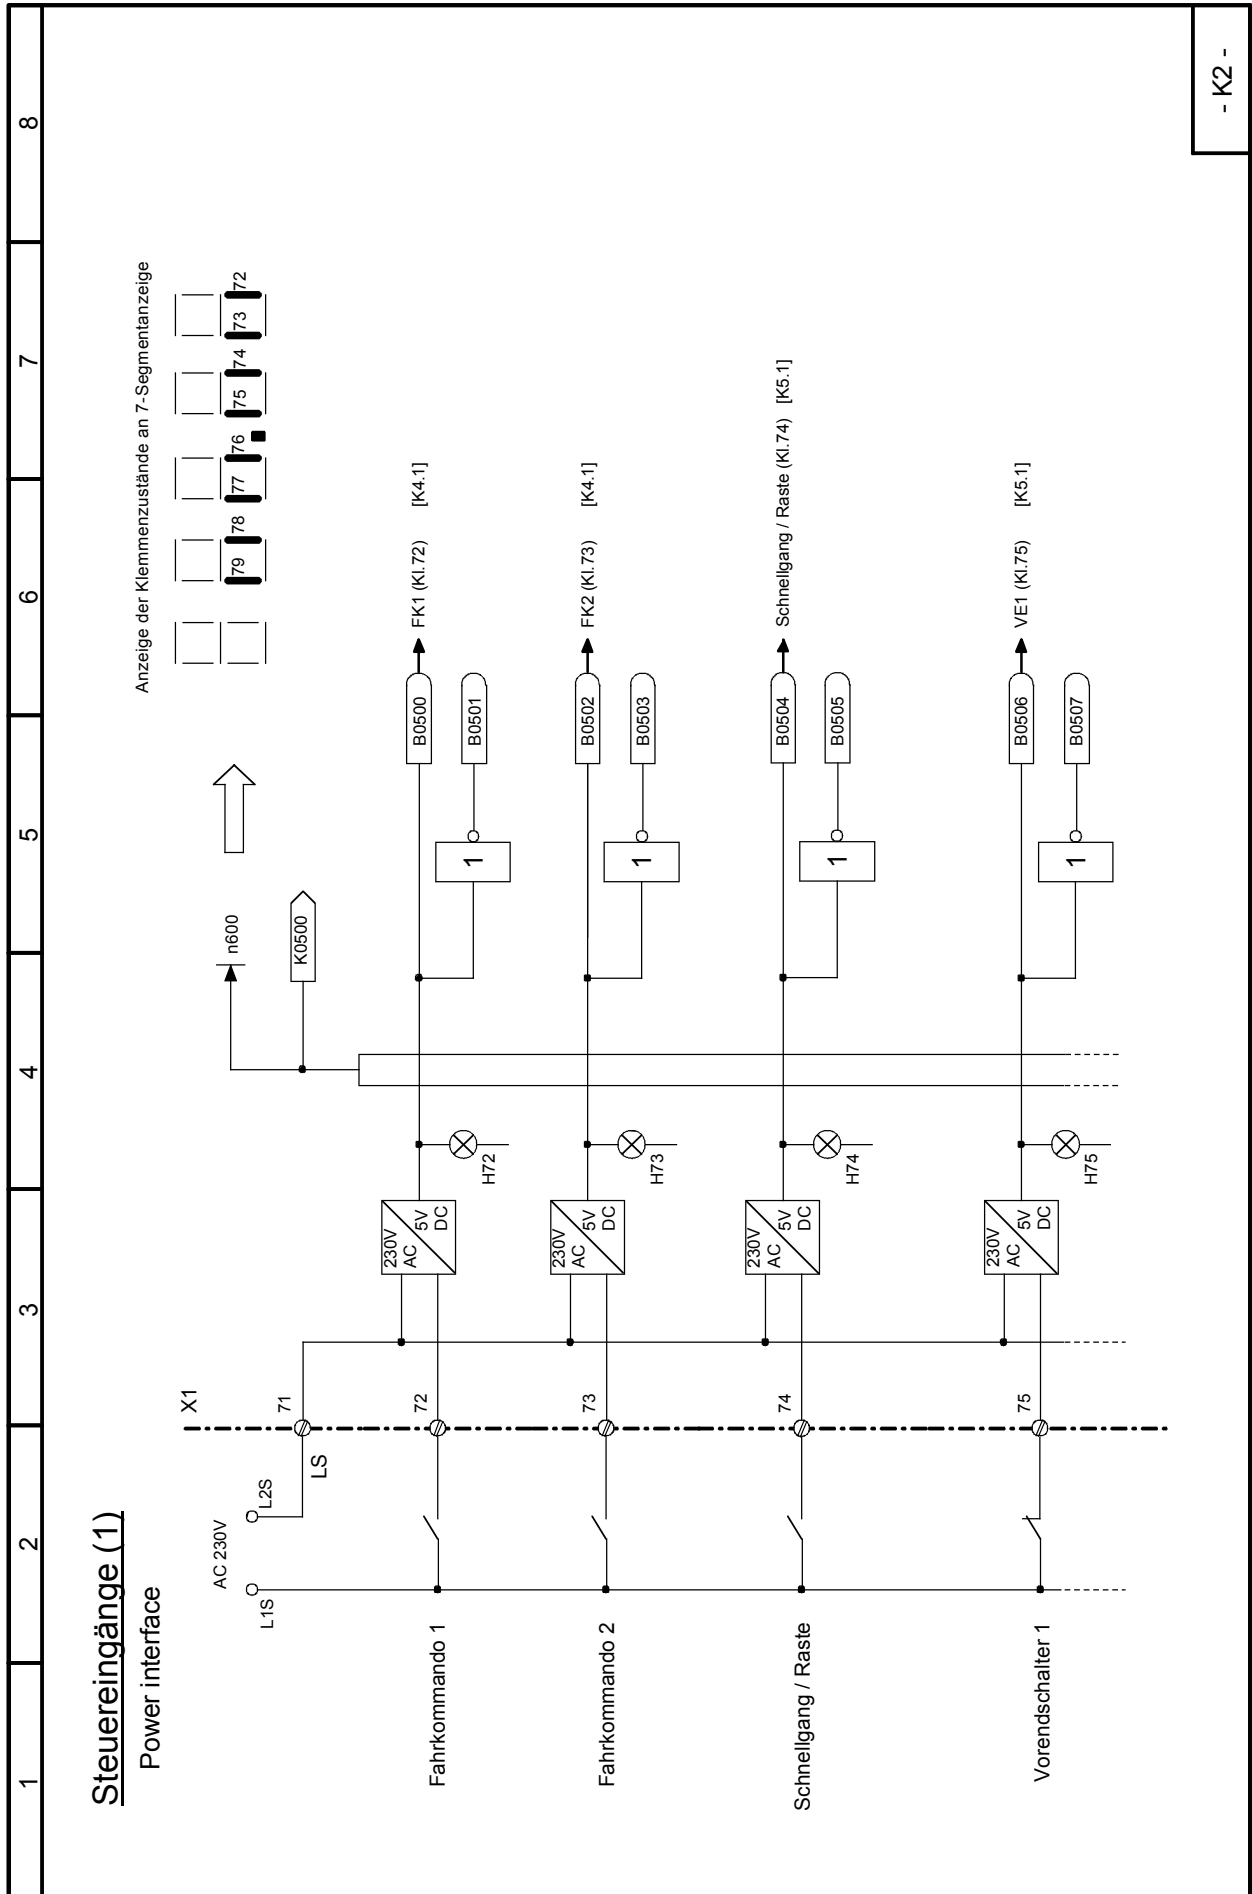 1 2 3 4 5 6 7 8
Steuereingänge (1)
Power interface
Anzeige der Klemmenzustände an 7-Segmentanzeige
79 78 77 76 75 74 73 72
n600
K0500
AC 230V
L1S
L2S
LS
X1
71
Fahrkommando 1
72
230V
AC
5V
DC
H72
1
B0500
B0501
FK1 (Kl.72) [K4.1]
Fahrkommando 2
73
230V
AC
5V
DC
H73
1
B0502
B0503
FK2 (Kl.73) [K4.1]
Schnellgang / Raste
74
230V
AC
5V
DC
H74
1
B0504
B0505
Schnellgang / Raste (Kl.74) [K5.1]
Vorendschalter 1
75
230V
AC
5V
DC
H75
1
B0506
B0507
VE1 (Kl.75) [K5.1]
- K2 -